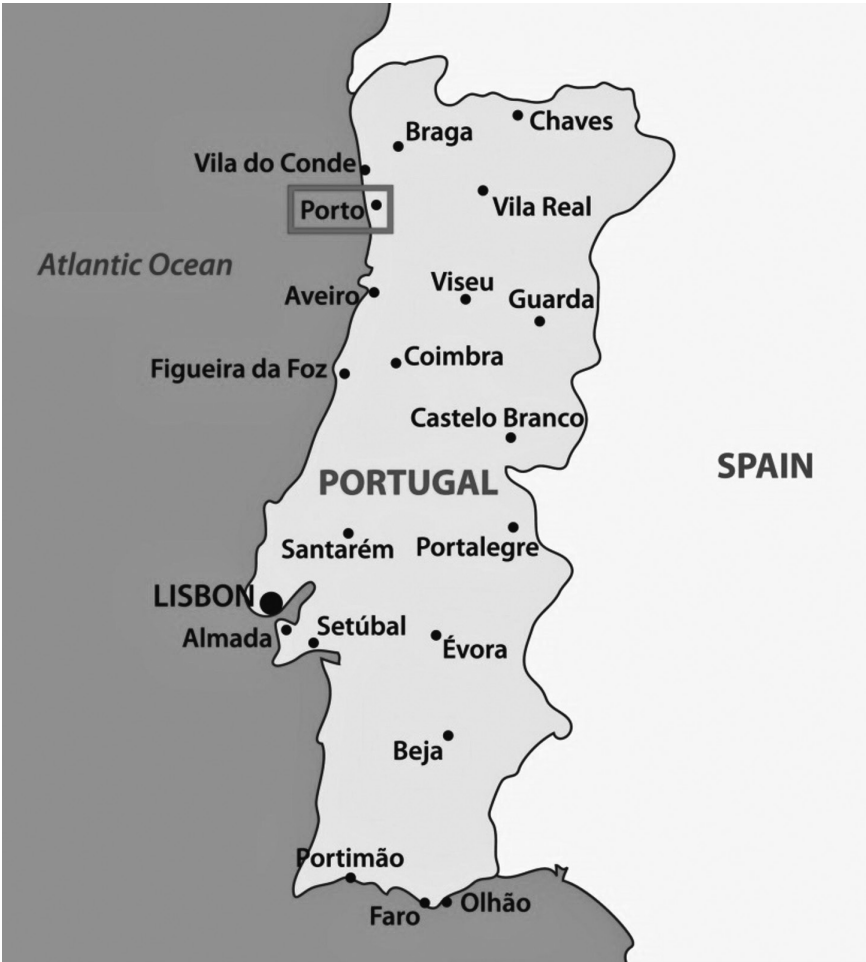 Chaves
Braga
Vila do Conde
Vila Real
Porto
Atlantic Ocean
Viseu
Aveiro
Guarda
Coimbra
Figueira da Foz
Castelo Branco
SPAIN
PORTUGAL
Santarém
Portalegre
LISBON
Setúbal
Almada
Évora
Beja
Portimão
Olhão
Faro